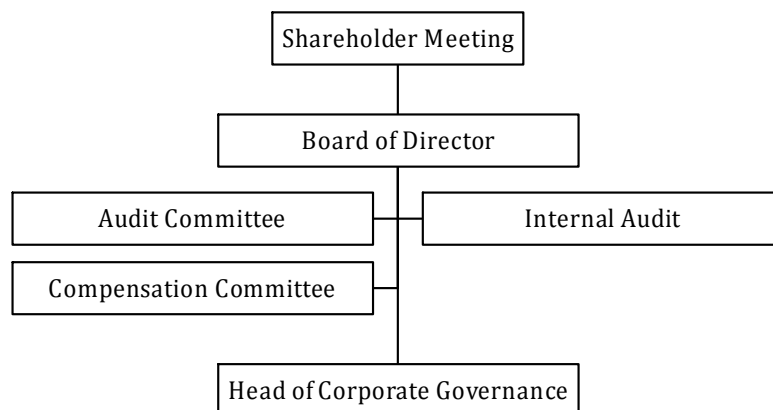 Shareholder Meeting
Board of Director
Audit Committee
Internal Audit
Compensation Committee
Head of Corporate Governance